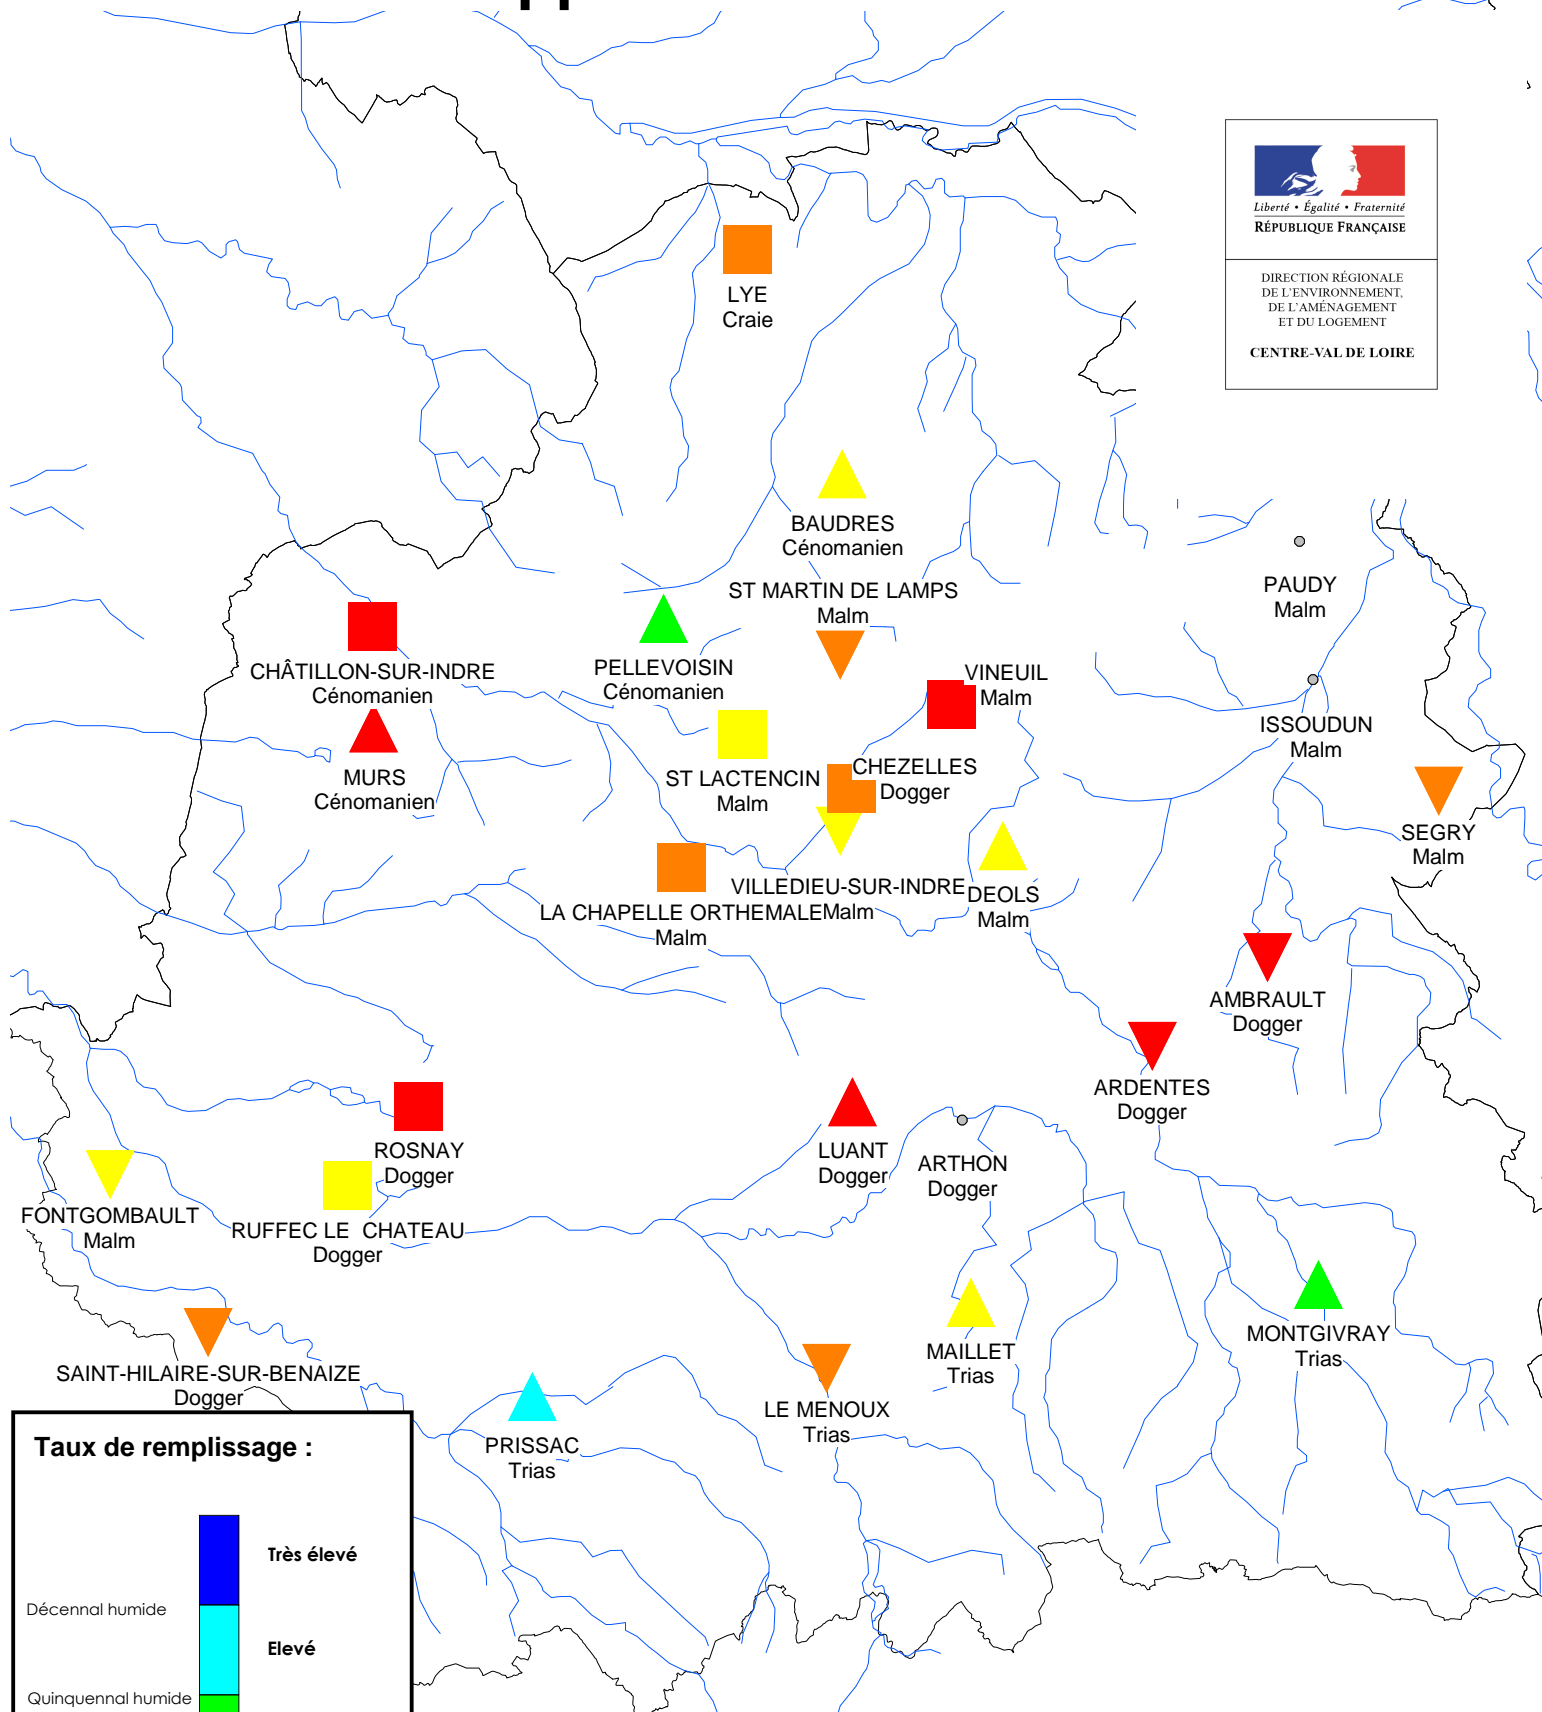 Liberté • Égalité • Fraternité
RÉPUBLIQUE FRANÇAISE
DIRECTION RÉGIONALE
DE L'ENVIRONNEMENT,
DE L'AMÉNAGEMENT
ET DU LOGEMENT
CENTRE-VAL DE LOIRE
LYE
Craie
BAUDRES
Cénomanien
ST MARTIN DE LAMPS
Malm
PAUDY
Malm
CHÂTILLON-SUR-INDRE
Cénomanien
PELLEVOISIN
Cénomanien
VINEUIL
Malm
ISSOUDUN
Malm
MURS
Cénomanien
ST LACTENCIN
Malm
CHEZELLES
Dogger
SEGRY
Malm
VILLEDIEU-SUR-INDRE
Malm
DEOLS
Malm
LA CHAPELLE ORTHEMALE
Malm
AMBRAULT
Dogger
ARDENTES
Dogger
ROSNAY
Dogger
LUANT
Dogger
ARTHON
Dogger
FONTGOMBAULT
Malm
RUFFEC LE CHATEAU
Dogger
MONTGIVRAY
Trias
MAILLET
Trias
SAINT-HILAIRE-SUR-BENAIZE
Dogger
LE MENOUX
Trias
PRISSAC
Trias
Taux de remplissage :
Très élevé
Décennal humide
Elevé
Quinquennal humide